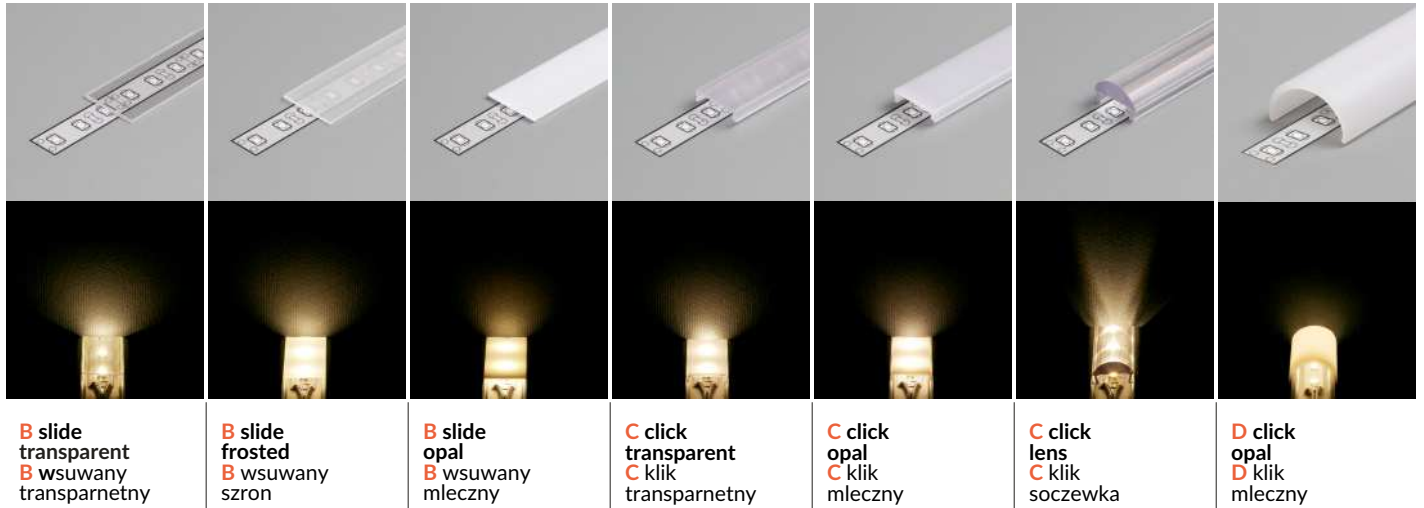 B slide
transparent
B wsuwany
transparnetny
B slide
frosted
B wsuwany
szron
B slide
opal
B wsuwany
mleczny
C click
transparent
C klik
transparnetny
C click
opal
C klik
mleczny
C click
lens
C klik
soczewka
D click
opal
D klik
mleczny